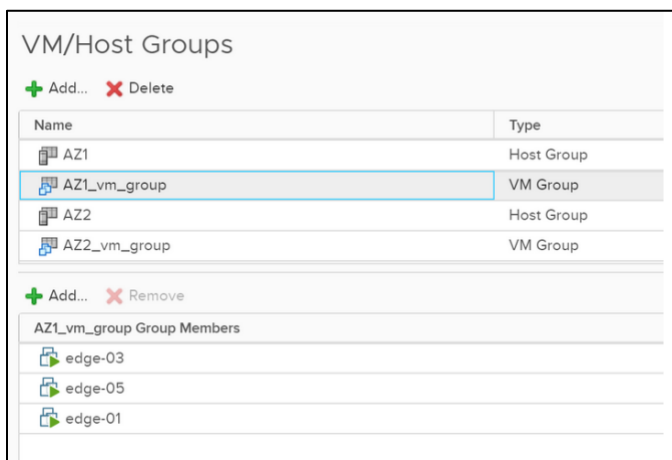 VM/Host Groups
Add... Delete
Name Type
AZ1 Host Group
AZ1_vm_group VM Group
AZ2 Host Group
AZ2_vm_group VM Group
Add... Remove
AZ1_vm_group Group Members
edge-03
edge-05
edge-01